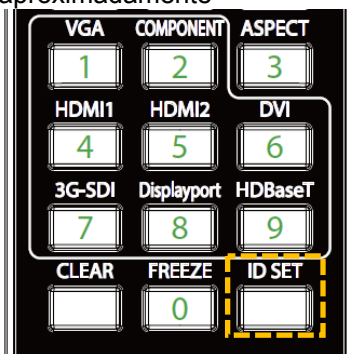 aproximadamente
VGA COMPONENT ASPECT
1 2 3
HDMI1 HDMI2 DVI
4 5 6
3G-SDI Displayport HDBaseT
7 8 9
CLEAR FREEZE ID SET
0